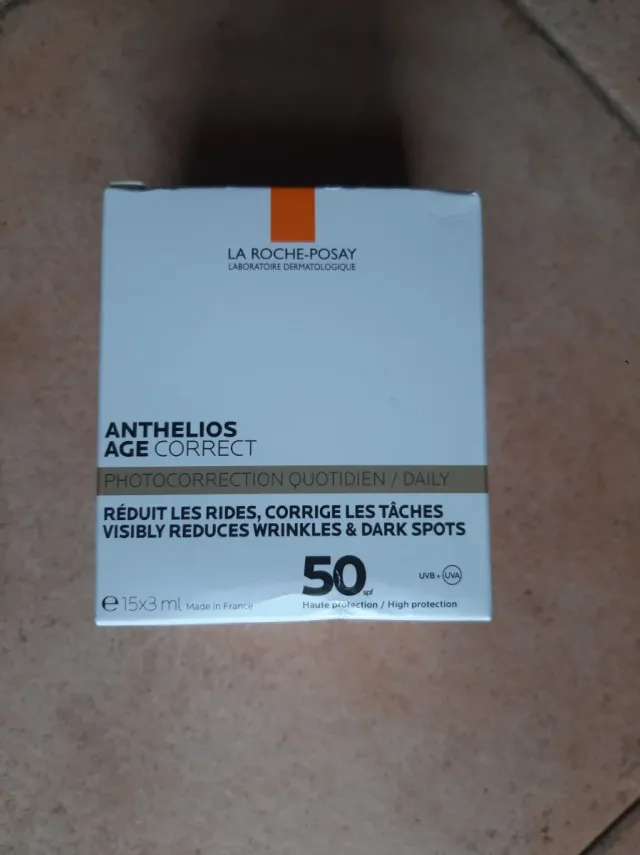 LA ROCHE-POSAY
LABORATOIRE DERMATOLOGIQUE
ANTHELIOS
AGE CORRECT
PHOTOCORRECTION QUOTIDIEN / DAILY
RÉDUIT LES RIDES, CORRIGE LES TÂCHES
VISIBLY REDUCES WRINKLES & DARK SPOTS
50 spf
UVB + UVA
℮ 15x3 ml Made in France
Haute protection / High protection